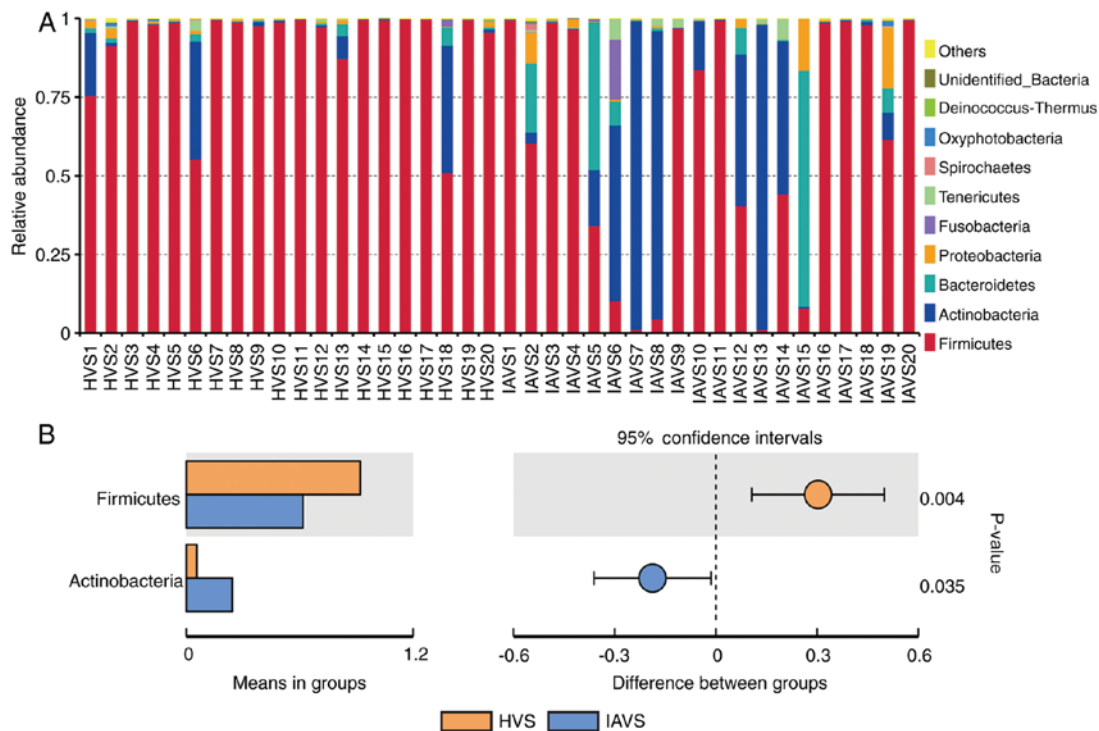 A
Relative abundance
1
0.75
0.5
0.25
0
HVS1
HVS2
HVS3
HVS4
HVS5
HVS6
HVS7
HVS8
HVS9
HVS10
HVS11
HVS12
HVS13
HVS14
HVS15
HVS16
HVS17
HVS18
HVS19
HVS20
IAVS1
IAVS2
IAVS3
IAVS4
IAVS5
IAVS6
IAVS7
IAVS8
IAVS9
IAVS10
IAVS11
IAVS12
IAVS13
IAVS14
IAVS15
IAVS16
IAVS17
IAVS18
IAVS19
IAVS20
Others
Unidentified_Bacteria
Deinococcus-Thermus
Oxyphotobacteria
Spirochaetes
Tenericutes
Fusobacteria
Proteobacteria
Bacteroidetes
Actinobacteria
Firmicutes
B
95% confidence intervals
Firmicutes
0.004
Actinobacteria
0.035
P-value
0 1.2
-0.6 -0.3 0 0.3 0.6
Means in groups
Difference between groups
HVS IAVS